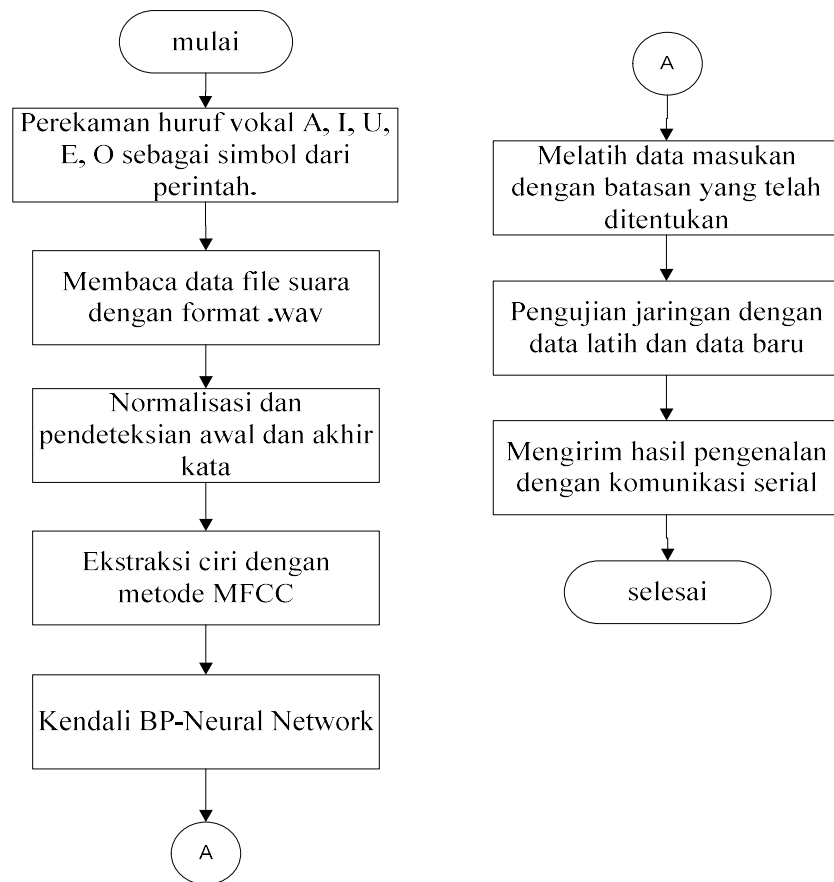 mulai
Perekaman huruf vokal A, I, U,
E, O sebagai simbol dari
perintah.
Membaca data file suara
dengan format .wav
Normalisasi dan
pendeteksian awal dan akhir
kata
Ekstraksi ciri dengan
metode MFCC
Kendali BP-Neural Network
A
A
Melatih data masukan
dengan batasan yang telah
ditentukan
Pengujian jaringan dengan
data latih dan data baru
Mengirim hasil pengenalan
dengan komunikasi serial
selesai